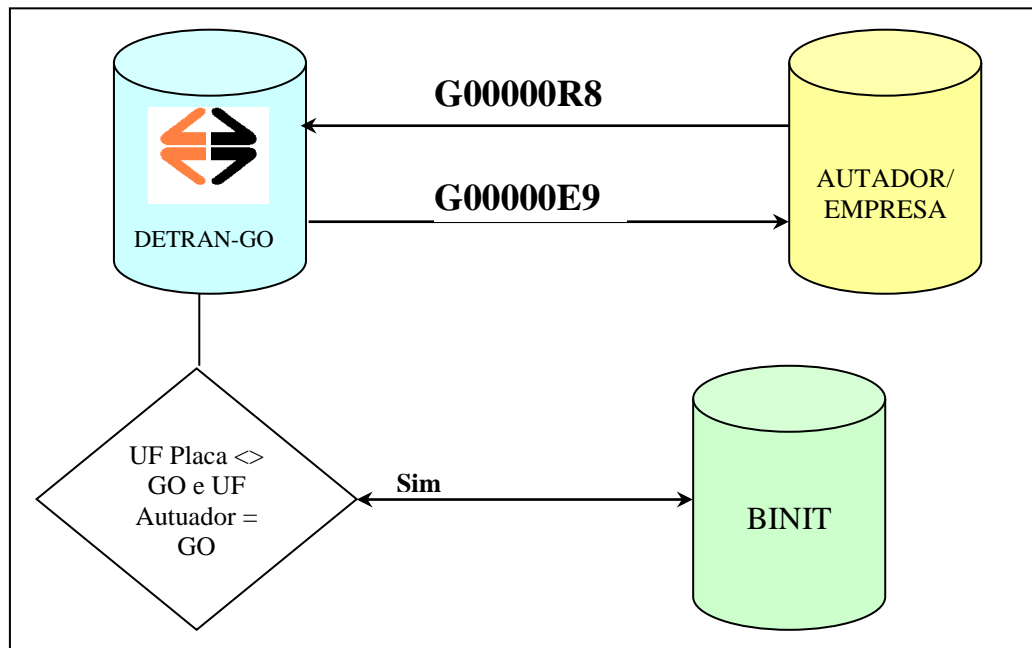 G00000R8
G00000E9
DETRAN-GO
AUTADOR/
EMPRESA
UF Placa <>
GO e UF
Autuador =
GO
Sim
BINIT